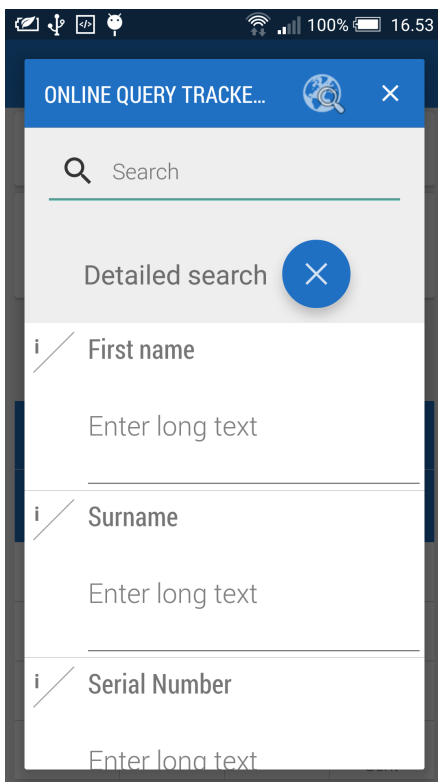 100% 16.53
ONLINE QUERY TRACKE...
Search
Detailed search
i First name
Enter long text
i Surname
Enter long text
i Serial Number
Enter long text